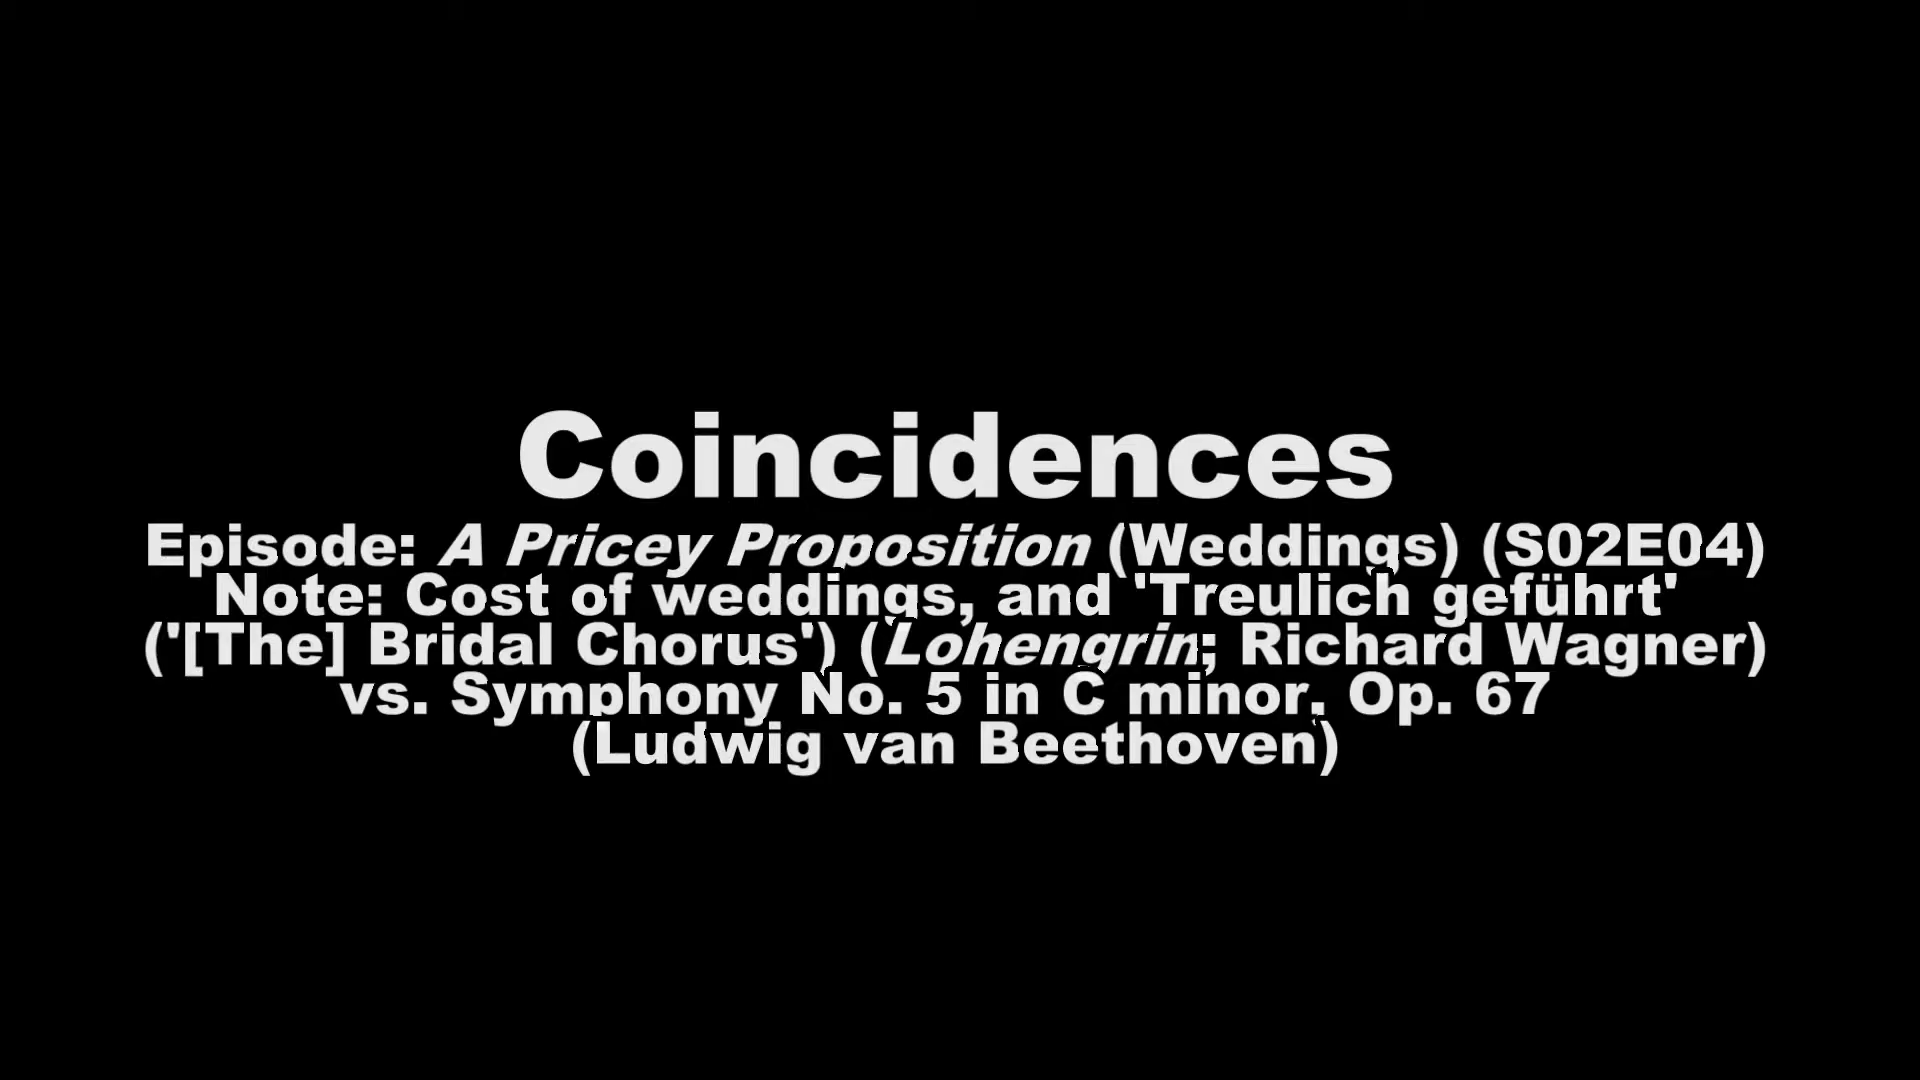 Coincidences
Episode: A Pricey Proposition (Weddings) (S02E04)
Note: Cost of weddings, and 'Treulich geführt'
('[The] Bridal Chorus') (Lohengrin; Richard Wagner)
vs. Symphony No. 5 in C minor, Op. 67
(Ludwig van Beethoven)